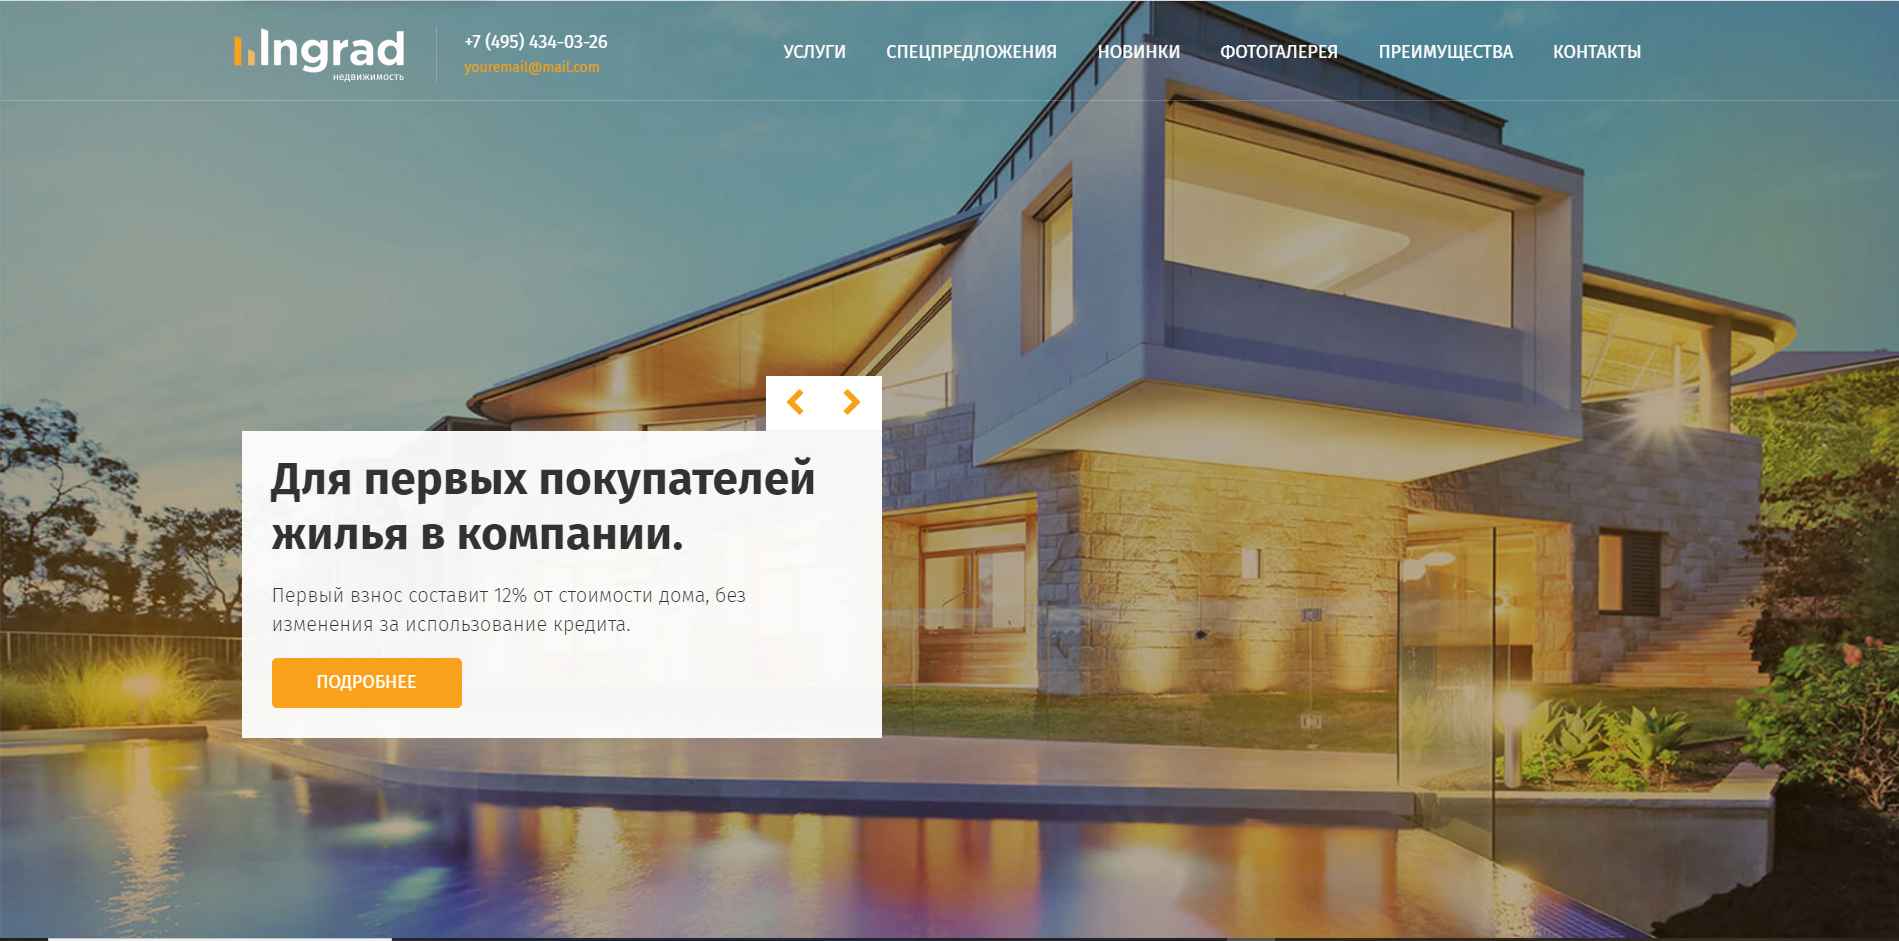 Ingrad
недвижимость
+7 (495) 434-03-26
youremail@mail.com
УСЛУГИ СПЕЦПРЕДЛОЖЕНИЯ НОВИНКИ ФОТОГАЛЕРЕЯ ПРЕИМУЩЕСТВА КОНТАКТЫ
Для первых покупателей
жилья в компании.
Первый взнос составит 12% от стоимости дома, без
изменения за использование кредита.
ПОДРОБНЕЕ